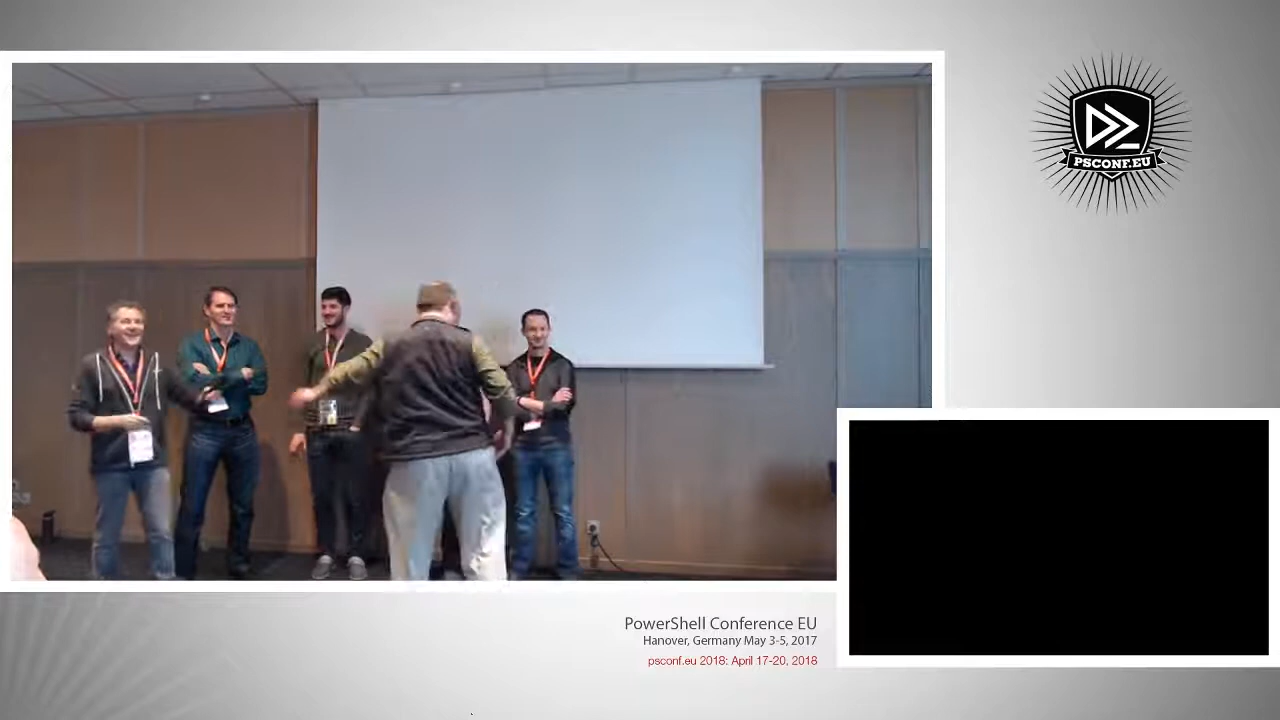 PSCONF.EU
PowerShell Conference EU
Hanover, Germany May 3-5, 2017
psconf.eu 2018: April 17-20, 2018